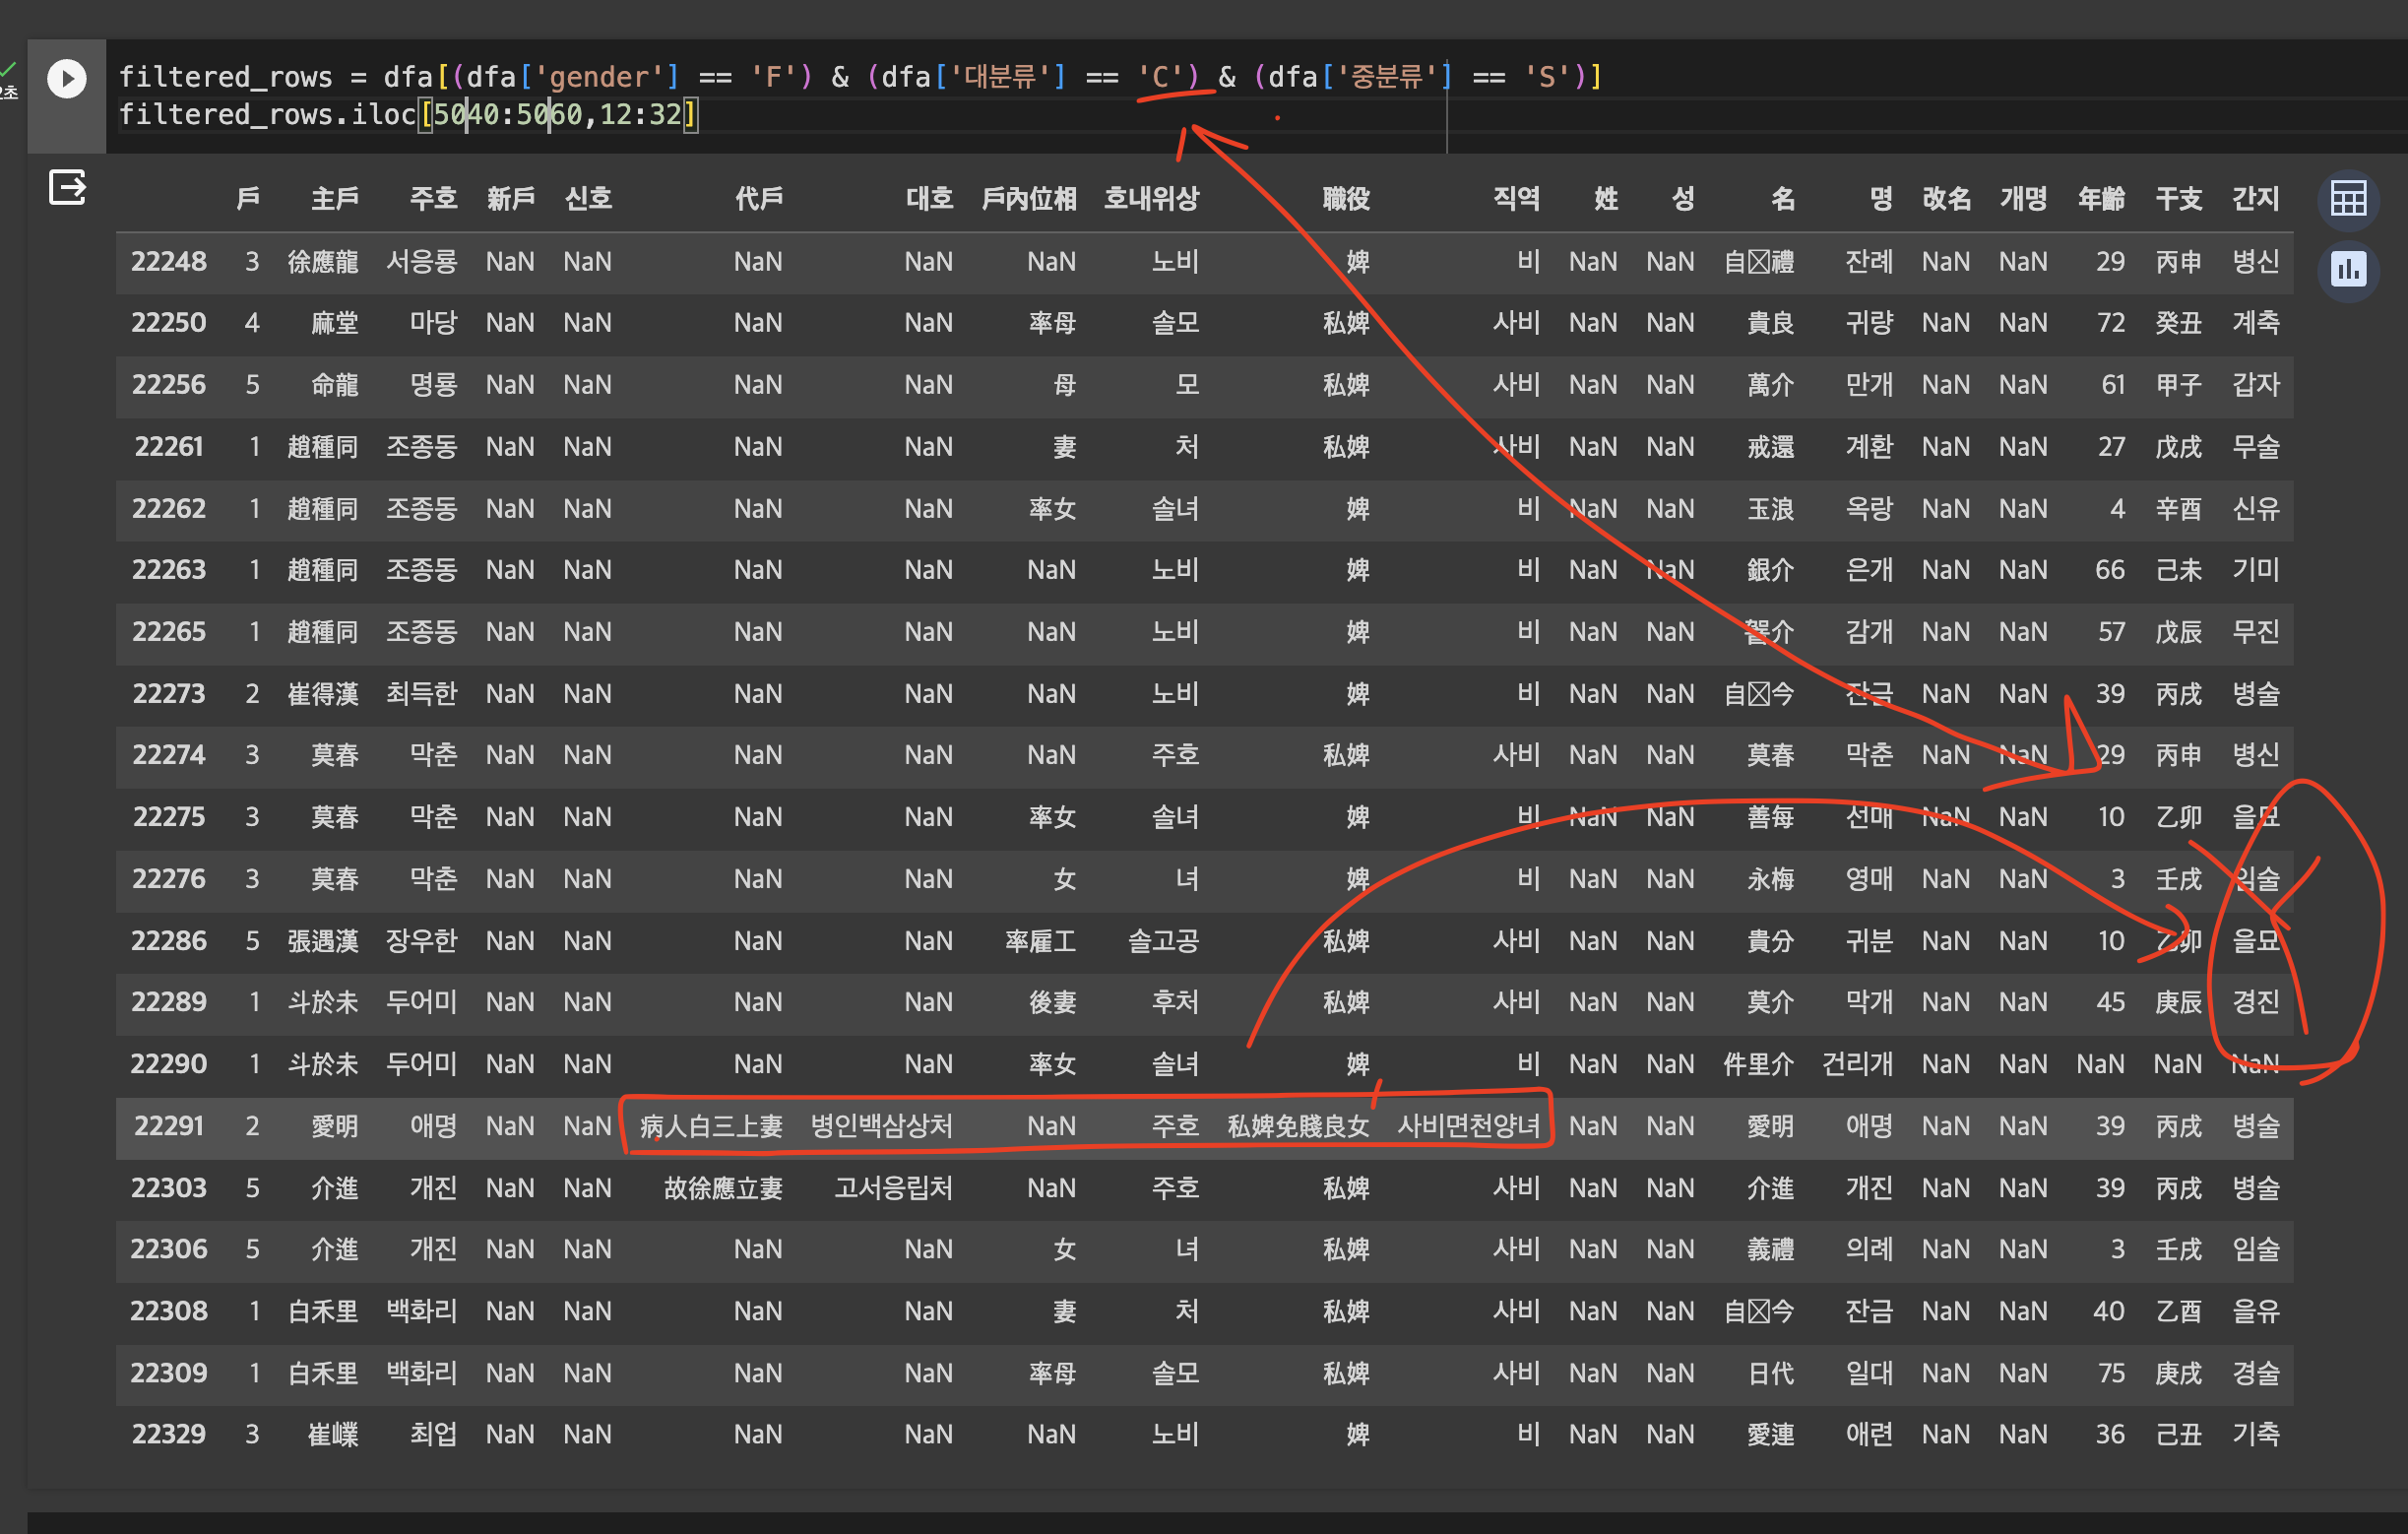 filtered_rows = dfa[(dfa['gender'] == 'F') & (dfa['대분류'] == 'C') & (dfa['중분류'] == 'S')]
filtered_rows.iloc[5040:5060,12:32]
戶 主戶 주호 新戶 신호 代戶 대호 戶內位相 호내위상 職役 직역 姓 성 名 명 改名 개명 年齡 干支 간지
22248 3 徐應龍 서응룡 NaN NaN NaN NaN NaN 노비 婢 비 NaN NaN 自禮 잔례 NaN NaN 29 丙申 병신
22250 4 麻堂 마당 NaN NaN NaN NaN 率母 솔모 私婢 사비 NaN NaN 貴良 귀량 NaN NaN 72 癸丑 계축
22256 5 命龍 명룡 NaN NaN NaN NaN 母 모 私婢 사비 NaN NaN 萬介 만개 NaN NaN 61 甲子 갑자
22261 1 趙種同 조종동 NaN NaN NaN NaN 妻 처 私婢 사비 NaN NaN 戒還 계환 NaN NaN 27 戊戌 무술
22262 1 趙種同 조종동 NaN NaN NaN NaN 率女 솔녀 婢 비 NaN NaN 玉浪 옥랑 NaN NaN 4 辛酉 신유
22263 1 趙種同 조종동 NaN NaN NaN NaN NaN 노비 婢 비 NaN NaN 銀介 은개 NaN NaN 66 己未 기미
22265 1 趙種同 조종동 NaN NaN NaN NaN NaN 노비 婢 비 NaN NaN 감개 NaN NaN 57 戊辰 무진
22273 2 崔得漢 최득한 NaN NaN NaN NaN NaN 노비 婢 비 NaN NaN 自今 잔금 NaN NaN 39 丙戌 병술
22274 3 莫春 막춘 NaN NaN NaN NaN NaN 주호 私婢 사비 NaN NaN 莫春 막춘 NaN NaN 29 丙申 병신
22275 3 莫春 막춘 NaN NaN NaN NaN 率女 솔녀 婢 비 NaN NaN 善每 선매 NaN NaN 10 乙卯 을묘
22276 3 莫春 막춘 NaN NaN NaN NaN 女 녀 婢 비 NaN NaN 永梅 영매 NaN NaN 3 壬戌 임술
22286 5 張遇漢 장우한 NaN NaN NaN NaN 率雇工 솔고공 私婢 사비 NaN NaN 貴分 귀분 NaN NaN 10 乙卯 을묘
22289 1 斗於未 두어미 NaN NaN NaN NaN 後妻 후처 私婢 사비 NaN NaN 莫介 막개 NaN NaN 45 庚辰 경진
22290 1 斗於未 두어미 NaN NaN NaN NaN 率女 솔녀 婢 비 NaN NaN 件里介 건리개 NaN NaN NaN NaN NaN
22291 2 愛明 애명 NaN NaN 病人白三上妻 병인백삼상처 NaN 주호 私婢免賤良女 사비면천양녀 NaN NaN 愛明 애명 NaN NaN 39 丙戌 병술
22303 5 介進 개진 NaN NaN 故徐應立妻 고서응립처 NaN 주호 私婢 사비 NaN NaN 介進 개진 NaN NaN 39 丙戌 병술
22306 5 介進 개진 NaN NaN NaN NaN 女 녀 私婢 사비 NaN NaN 義禮 의례 NaN NaN 3 壬戌 임술
22308 1 白禾里 백화리 NaN NaN NaN NaN 妻 처 私婢 사비 NaN NaN 自今 잔금 NaN NaN 40 乙酉 을유
22309 1 白禾里 백화리 NaN NaN NaN NaN 率母 솔모 私婢 사비 NaN NaN 日代 일대 NaN NaN 75 庚戌 경술
22329 3 崔嶫 최업 NaN NaN NaN NaN NaN 노비 婢 비 NaN NaN 愛連 애련 NaN NaN 36 己丑 기축